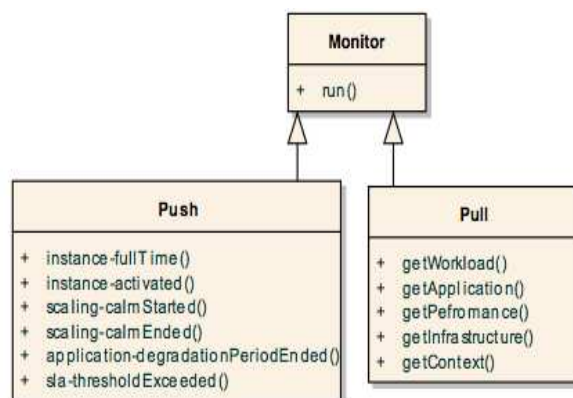 Monitor
+ run()
Push
+ instance-fullTime()
+ instance-activated()
+ scaling-calmStarted()
+ scaling-calmEnded()
+ application-degradationPeriodEnded()
+ sla-thresholdExceeded()
Pull
+ getWorkload()
+ getApplication()
+ getPefromance()
+ getInfrastructure()
+ getContext()